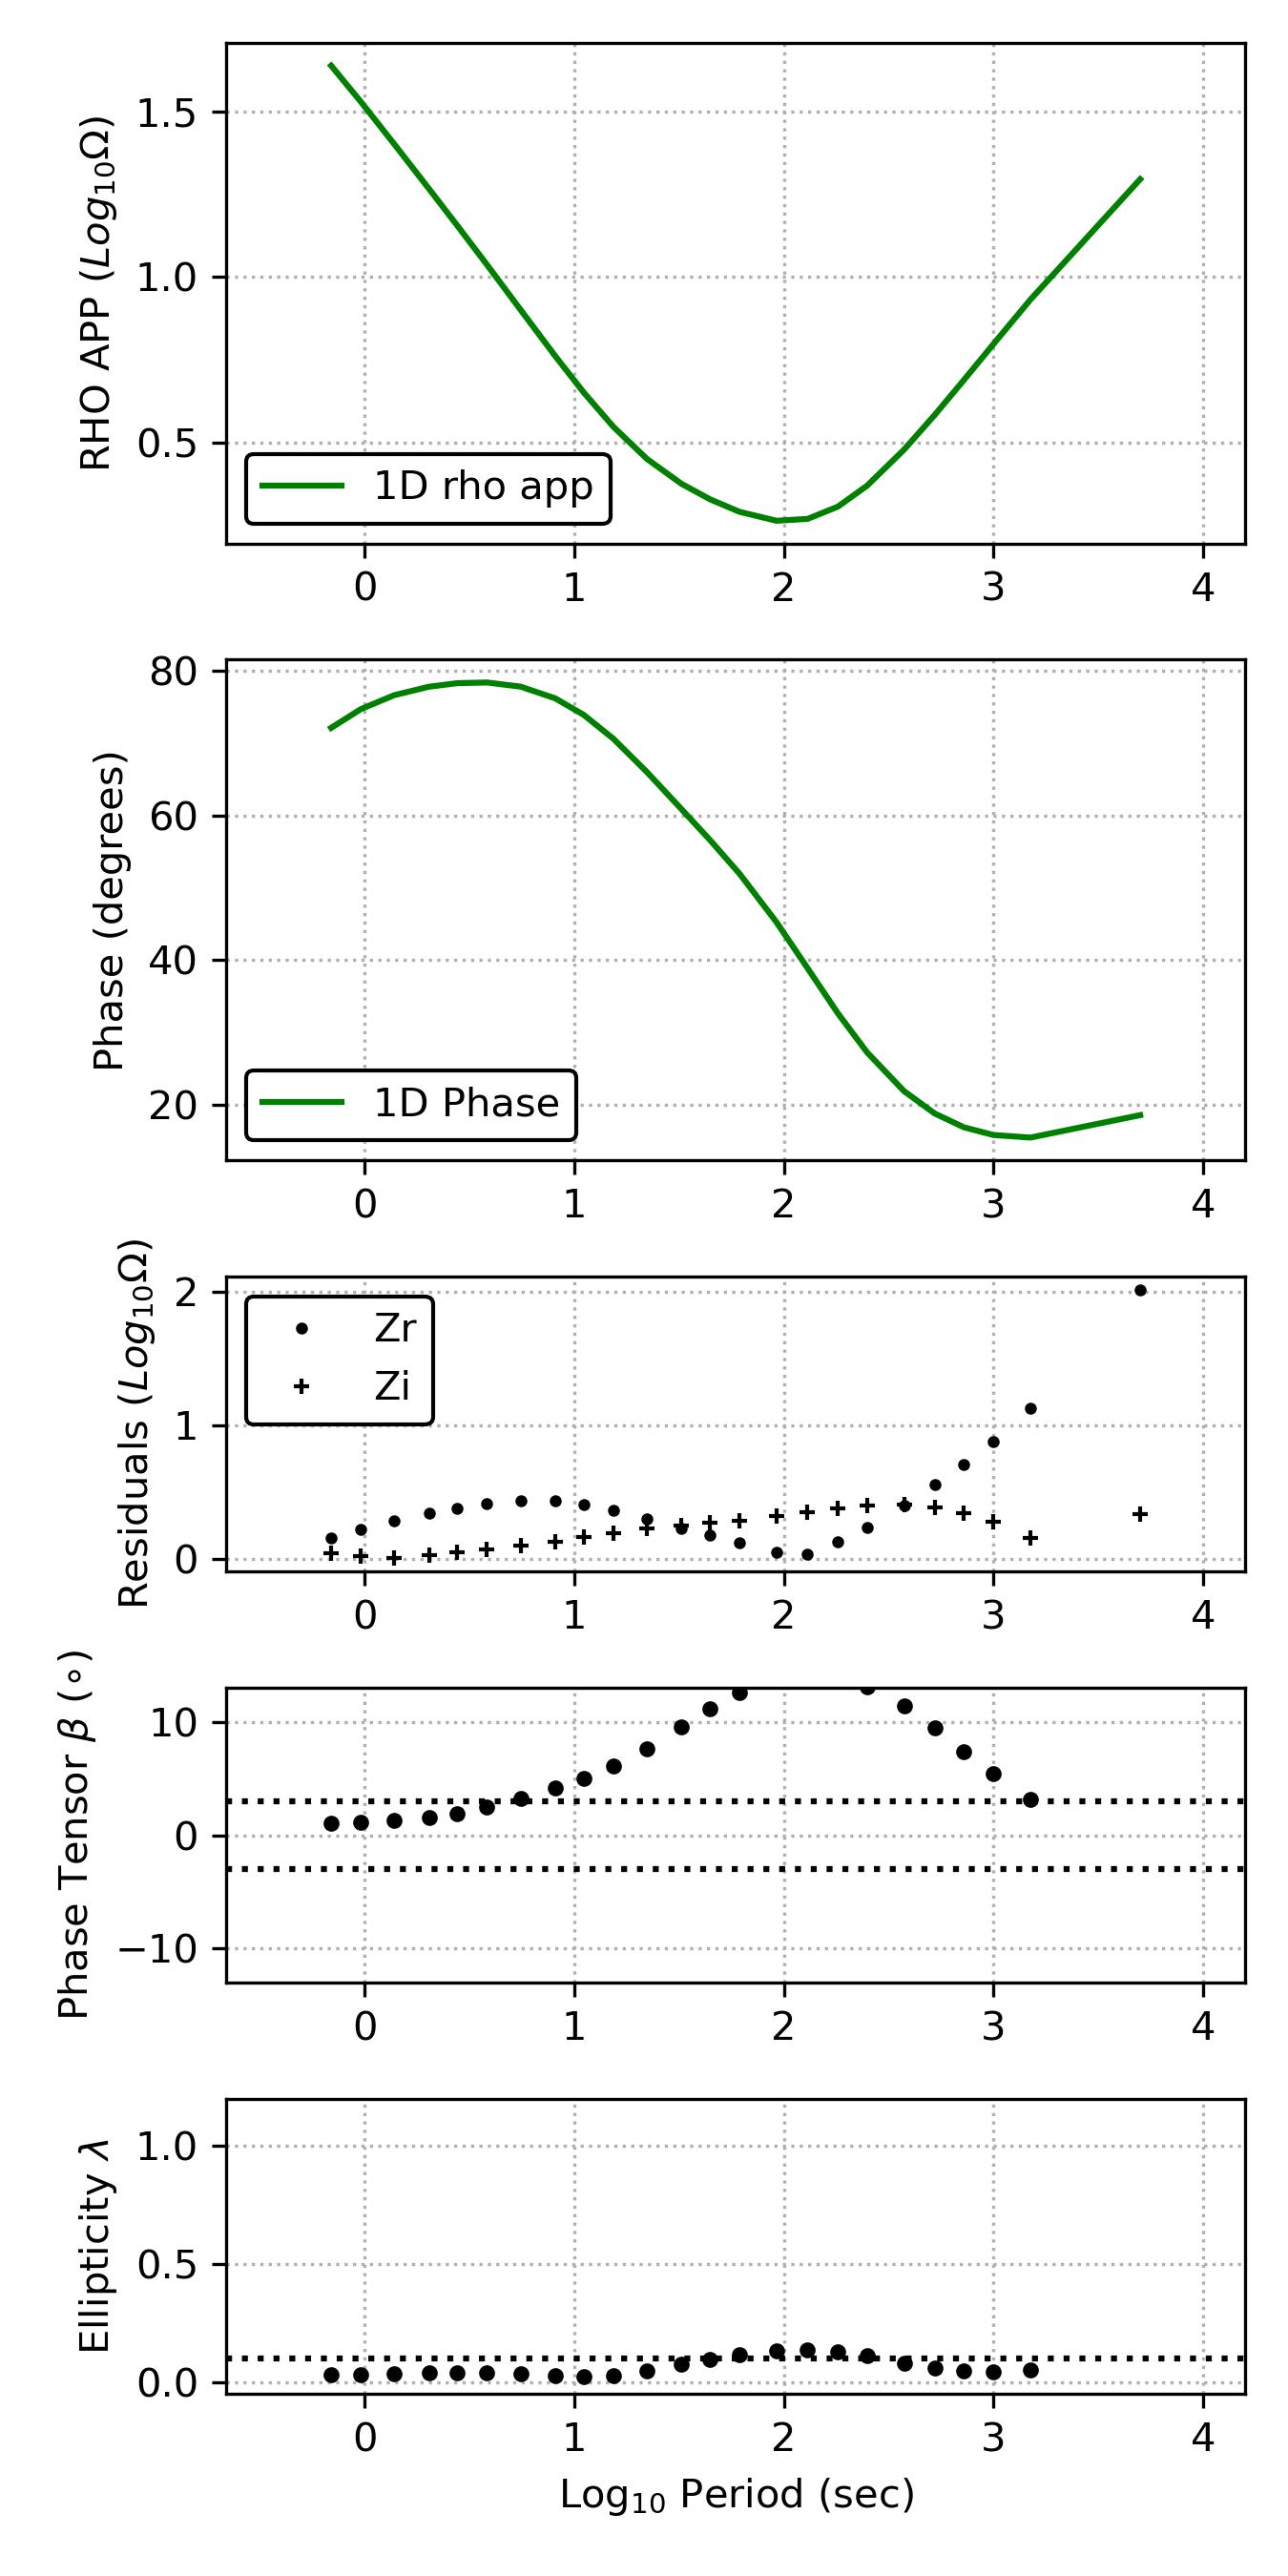 RHO APP (Log₁₀Ω)
1.5
1.0
0.5
1D rho app
0 1 2 3 4
Phase (degrees)
80
60
40
20
1D Phase
0 1 2 3 4
Residuals (Log₁₀Ω)
2
1
0
Zr
Zi
0 1 2 3 4
Phase Tensor β (∘)
10
0
−10
0 1 2 3 4
Ellipticity λ
1.0
0.5
0.0
0 1 2 3 4
Log₁₀ Period (sec)